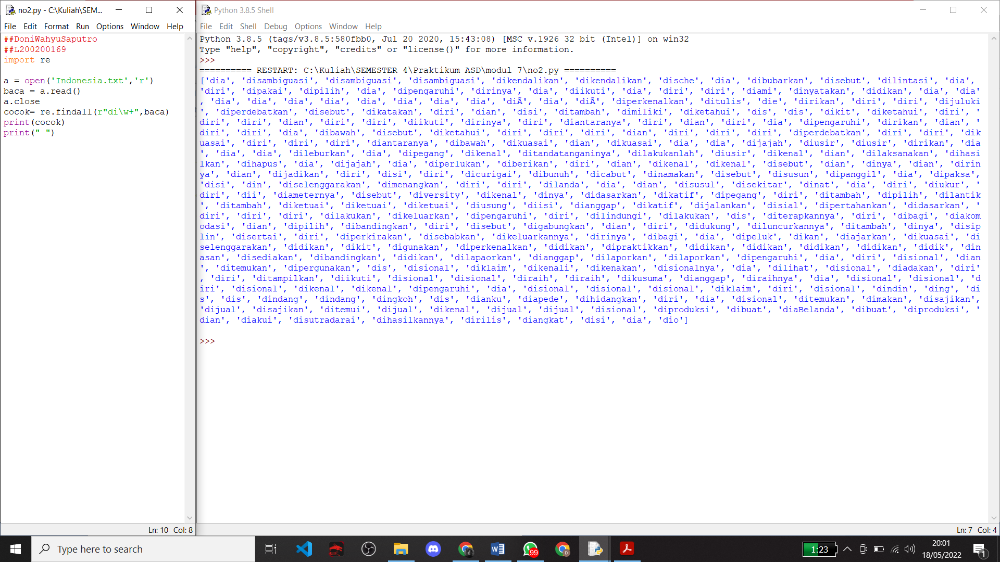 no2.py - C:\Kuliah\SEM...
File Edit Format Run Options Window Help
##DoniWahyuSaputro
##L200200169
import re
a = open('Indonesia.txt','r')
baca = a.read()
a.close
cocok= re.findall(r"di\w+",baca)
print(cocok)
print(" ")
Ln: 10 Col: 8
Python 3.8.5 Shell
File Edit Shell Debug Options Window Help
Python 3.8.5 (tags/v3.8.5:580fbb0, Jul 20 2020, 15:43:08) [MSC v.1926 32 bit (Intel)] on win32
Type "help", "copyright", "credits" or "license()" for more information.
>>>
========== RESTART: C:\Kuliah\SEMESTER 4\Praktikum ASD\modul 7\no2.py ==========
['dia', 'disambiguasi', 'disambiguasi', 'disambiguasi', 'dikendalikan', 'dikendalikan', 'dische', 'dia', 'dibubarkan', 'disebut', 'dilintasi', 'dia',
'diri', 'dipakai', 'dipilih', 'dia', 'dipengaruhi', 'dirinya', 'dia', 'diikuti', 'dia', 'diri', 'diri', 'diami', 'dinyatakan', 'didikan', 'dia', 'dia'
, 'dia', 'dia', 'dia', 'dia', 'dia', 'dia', 'dia', 'dia', 'diÃ', 'dia', 'diÃ', 'diperkenalkan', 'ditulis', 'die', 'dirikan', 'diri', 'diri', 'dijuluki
', 'diperdebatkan', 'disebut', 'dikatakan', 'diri', 'dian', 'disi', 'ditambah', 'dimiliki', 'diketahui', 'dis', 'dis', 'dikit', 'diketahui', 'diri', '
diri', 'diri', 'dian', 'diri', 'diri', 'diikuti', 'dirinya', 'diri', 'diantaranya', 'diri', 'dian', 'diri', 'dia', 'dipengaruhi', 'dirikan', 'dian', '
diri', 'diri', 'dia', 'dibawah', 'disebut', 'diketahui', 'diri', 'diri', 'diri', 'dian', 'diri', 'diri', 'diri', 'diperdebatkan', 'diri', 'diri', 'dik
uasai', 'diri', 'diri', 'diri', 'diantaranya', 'dibawah', 'dikuasai', 'dian', 'dikuasai', 'dia', 'dia', 'dijajah', 'diusir', 'diusir', 'dirikan', 'dia
', 'dia', 'dia', 'dileburkan', 'dia', 'dipegang', 'dikenal', 'ditandatanganinya', 'dilakukanlah', 'diusir', 'dikenal', 'dian', 'dilaksanakan', 'dihasi
lkan', 'dihapus', 'dia', 'dijajah', 'dia', 'diperlukan', 'diberikan', 'diri', 'dian', 'dikenal', 'dikenal', 'disebut', 'dian', 'dinya', 'dian', 'dirin
ya', 'dian', 'dijadikan', 'diri', 'disi', 'diri', 'dicurigai', 'dibunuh', 'dicabut', 'dinamakan', 'disebut', 'disusun', 'dipanggil', 'dia', 'dipaksa',
'disi', 'din', 'diselenggarakan', 'dimenangkan', 'diri', 'diri', 'dilanda', 'dia', 'dian', 'disusul', 'disekitar', 'dinat', 'dia', 'diri', 'diukur', '
diri', 'dii', 'diameternya', 'disebut', 'diversity', 'dikenal', 'dinya', 'didasarkan', 'dikatif', 'dipegang', 'diri', 'ditambah', 'dipilih', 'dilantik
', 'ditambah', 'diketuai', 'diketuai', 'diketuai', 'diusung', 'diisi', 'dianggap', 'dikatif', 'dijalankan', 'disial', 'dipertahankan', 'didasarkan', '
diri', 'diri', 'diri', 'dilakukan', 'dikeluarkan', 'dipengaruhi', 'diri', 'dilindungi', 'dilakukan', 'dis', 'diterapkannya', 'diri', 'dibagi', 'diakom
odasi', 'dian', 'dipilih', 'dibandingkan', 'diri', 'disebut', 'digabungkan', 'dian', 'diri', 'didukung', 'diluncurkannya', 'ditambah', 'dinya', 'disip
lin', 'disertai', 'diri', 'diperkirakan', 'disebabkan', 'dikeluarkannya', 'dirinya', 'dibagi', 'dia', 'dipeluk', 'dikan', 'diajarkan', 'dikuasai', 'di
selenggarakan', 'didikan', 'dikit', 'digunakan', 'diperkenalkan', 'didikan', 'dipraktikkan', 'didikan', 'didikan', 'didikan', 'didikan', 'didik', 'din
asan', 'disediakan', 'dibandingkan', 'didikan', 'dilapaorkan', 'dianggap', 'dilaporkan', 'dilaporkan', 'dipengaruhi', 'dia', 'diri', 'disional', 'dian
', 'ditemukan', 'dipergunakan', 'dis', 'disional', 'diklaim', 'dikenali', 'dikenakan', 'disionalnya', 'dia', 'dilihat', 'disional', 'diadakan', 'diri'
, 'diri', 'ditampilkan', 'diikuti', 'disional', 'disional', 'diraih', 'diraih', 'dikusuma', 'dianggap', 'diraihnya', 'dia', 'disional', 'disional', 'd
iri', 'disional', 'dikenal', 'dikenal', 'dipengaruhi', 'dia', 'disional', 'disional', 'disional', 'diklaim', 'diri', 'disional', 'dindin', 'ding', 'di
s', 'dis', 'dindang', 'dindang', 'dingkoh', 'dis', 'dianku', 'diapede', 'dihidangkan', 'diri', 'dia', 'disional', 'ditemukan', 'dimakan', 'disajikan',
'dijual', 'disajikan', 'ditemui', 'dijual', 'dikenal', 'dijual', 'dijual', 'disional', 'diproduksi', 'dibuat', 'diaBelanda', 'dibuat', 'diproduksi', '
dian', 'diakui', 'disutradarai', 'dihasilkannya', 'dirilis', 'diangkat', 'disi', 'dia', 'dio']
>>>
Ln: 7 Col: 4
Type here to search
99
1:23
20:01
18/05/2022
1